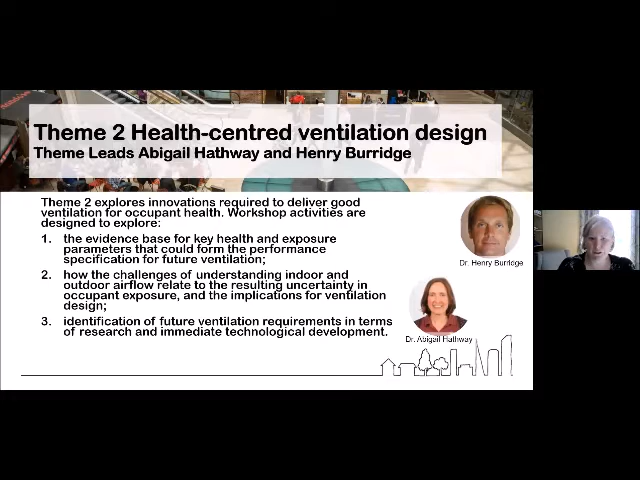 Theme 2 Health-centred ventilation design
Theme Leads Abigail Hathway and Henry Burridge
Theme 2 explores innovations required to deliver good
ventilation for occupant health. Workshop activities are
designed to explore:
1. the evidence base for key health and exposure
parameters that could form the performance
specification for future ventilation;
2. how the challenges of understanding indoor and
outdoor airflow relate to the resulting uncertainty in
occupant exposure, and the implications for ventilation
design;
3. identification of future ventilation requirements in terms
of research and immediate technological development.
Dr. Henry Burridge
Dr. Abigail Hathway